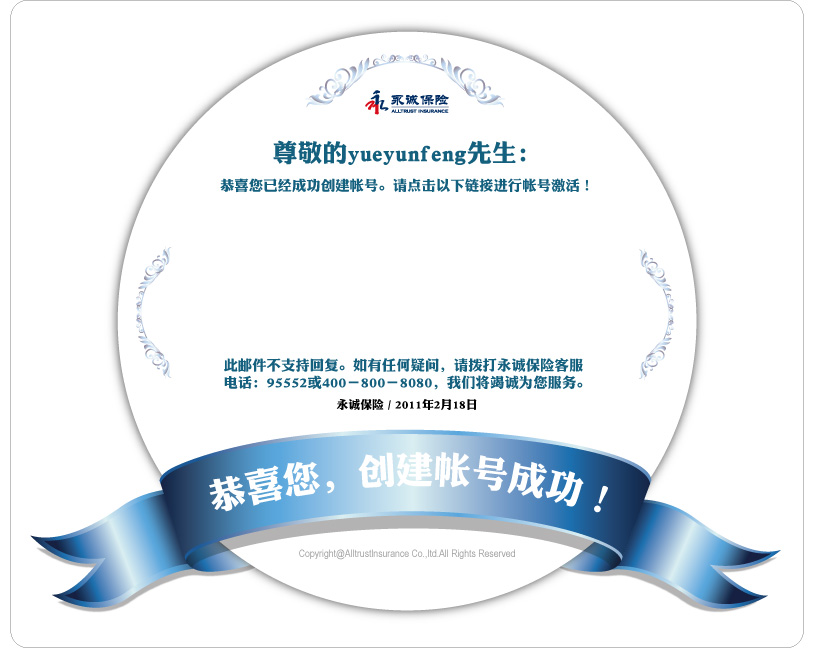 永诚保险
ALLTRUST INSURANCE
尊敬的yueyunfeng先生：
恭喜您已经成功创建帐号。请点击以下链接进行帐号激活！
此邮件不支持回复。如有任何疑问，请拨打永诚保险客服
电话：95552或400－800－8080，我们将竭诚为您服务。
永诚保险 / 2011年2月18日
恭喜您，创建帐号成功！
Copyright@AlltrustInsurance Co.,ltd.All Rights Reserved